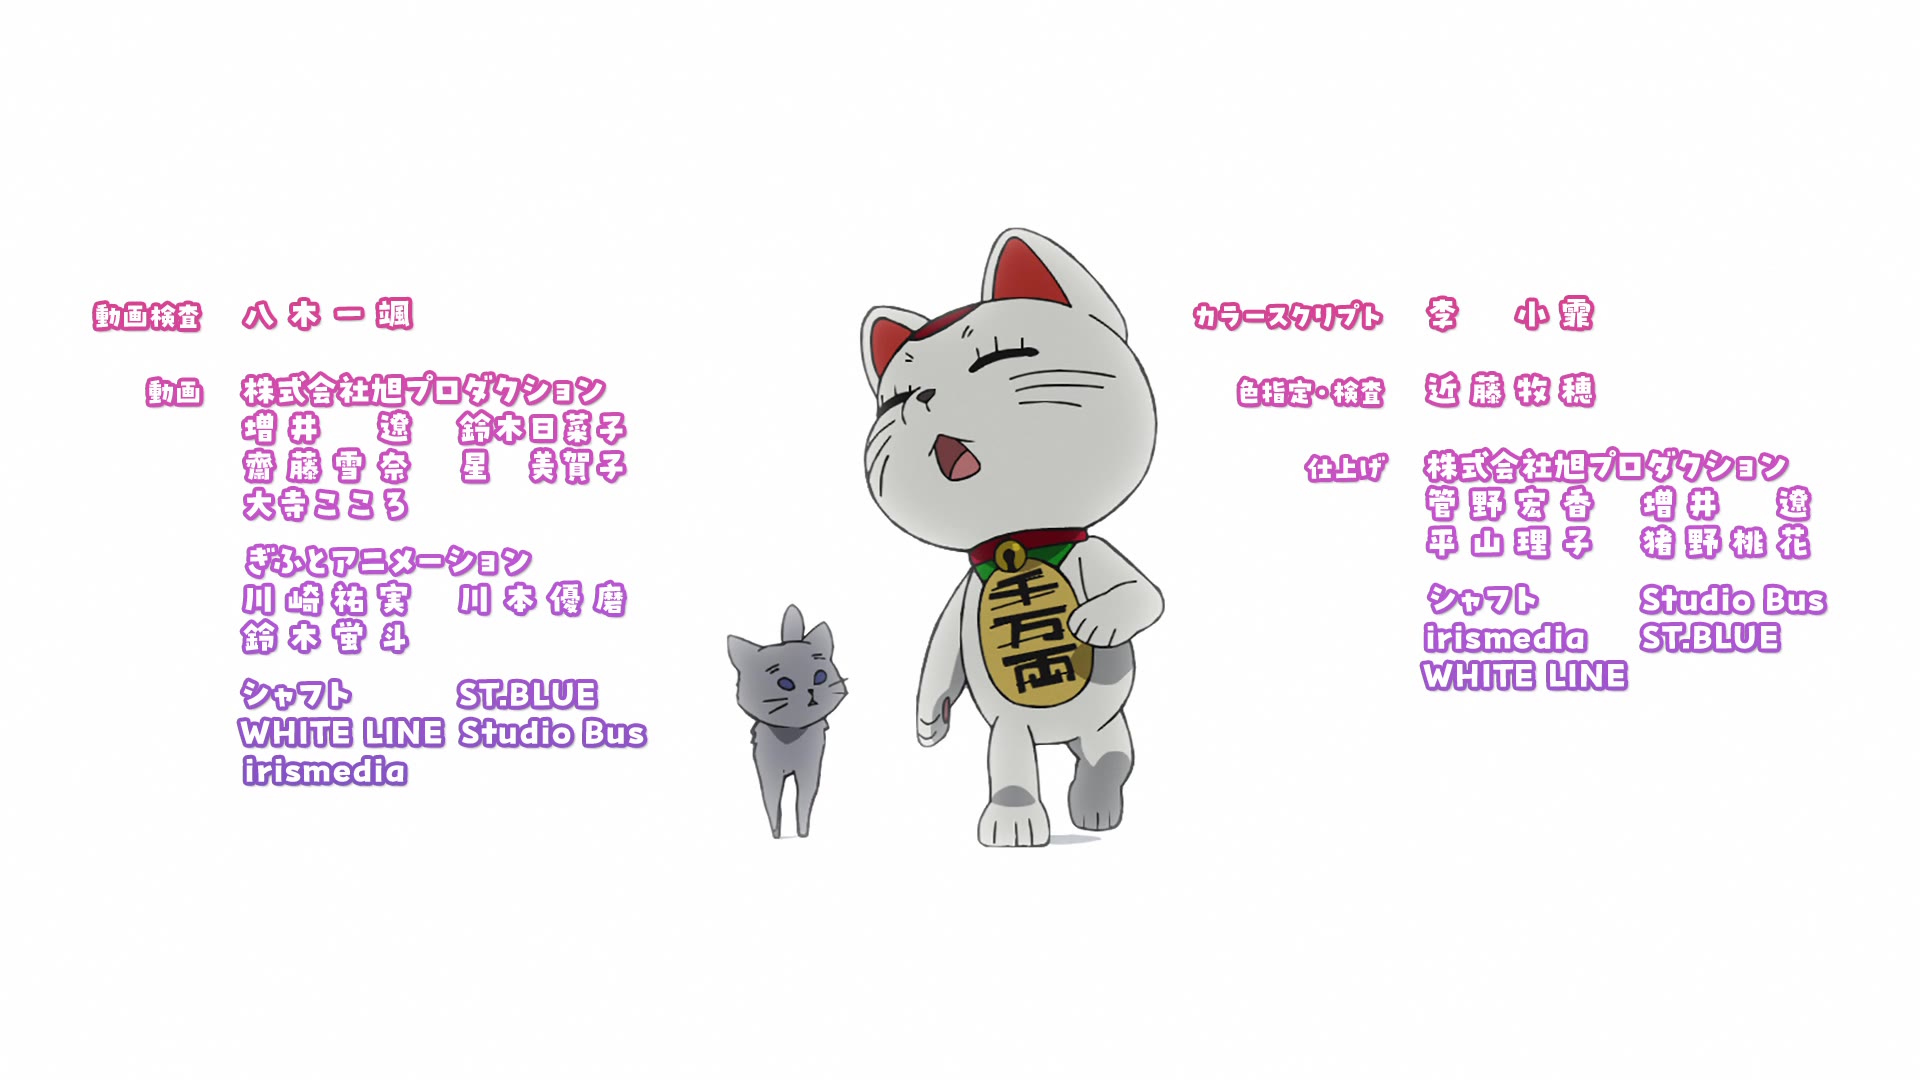 動画検査 八木一颯
動画 株式会社旭プロダクション
増井 遼 鈴木日菜子
齋藤雪奈 星 美賀子
大寺こころ
ぎふとアニメーション
川崎祐実 川本優磨
鈴木蛍斗
シャフト ST.BLUE
WHITE LINE Studio Bus
irismedia
千万両
カラースクリプト 李 小霏
色指定・検査 近藤牧穂
仕上げ 株式会社旭プロダクション
管野宏香 増井 遼
平山理子 猪野桃花
シャフト Studio Bus
irismedia ST.BLUE
WHITE LINE